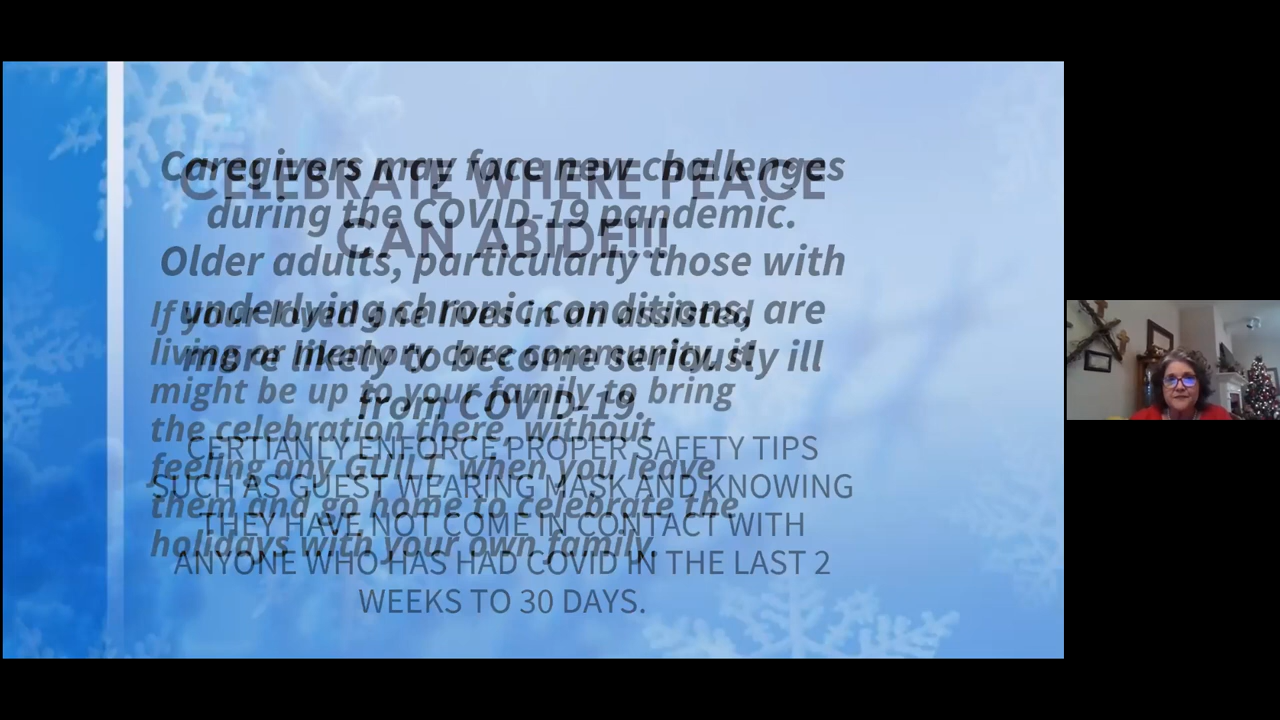 CELEBRATE WHERE PEACE
CAN ABIDE!!!
If your loved one lives in an assisted
living or memory care community, it
might be up to your family to bring
the celebration there, without
feeling any GUILT, when you leave
them and go home to celebrate the
holidays with your own family.
Caregivers may face new challenges
during the COVID-19 pandemic.
Older adults, particularly those with
underlying chronic conditions, are
more likely to become seriously ill
from COVID-19.
CERTIANLY ENFORCE PROPER SAFETY TIPS
SUCH AS GUEST WEARING MASK AND KNOWING
THEY HAVE NOT COME IN CONTACT WITH
ANYONE WHO HAS HAD COVID IN THE LAST 2
WEEKS TO 30 DAYS.